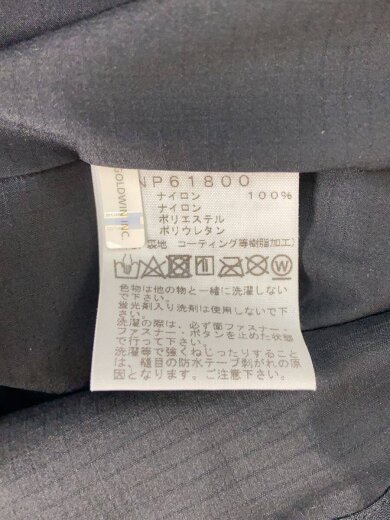 GOLDWIN INC.
NP61800
ナイロン 100%
ナイロン
ポリエステル
ポリウレタン
裏地 コーティング等樹脂加工)
W
色物は他の物と一緒に洗濯しない
で下さい。
蛍光剤入り洗剤は使用しないで下
さい。
洗濯の際は、必ず面ファスナー・
ファスナー・ボタンを止めた状態
で行って下さい。
洗濯等で強くねじったりすること
は、縫目の防水テープ剥がれの原
因となります。ご注意下さい。